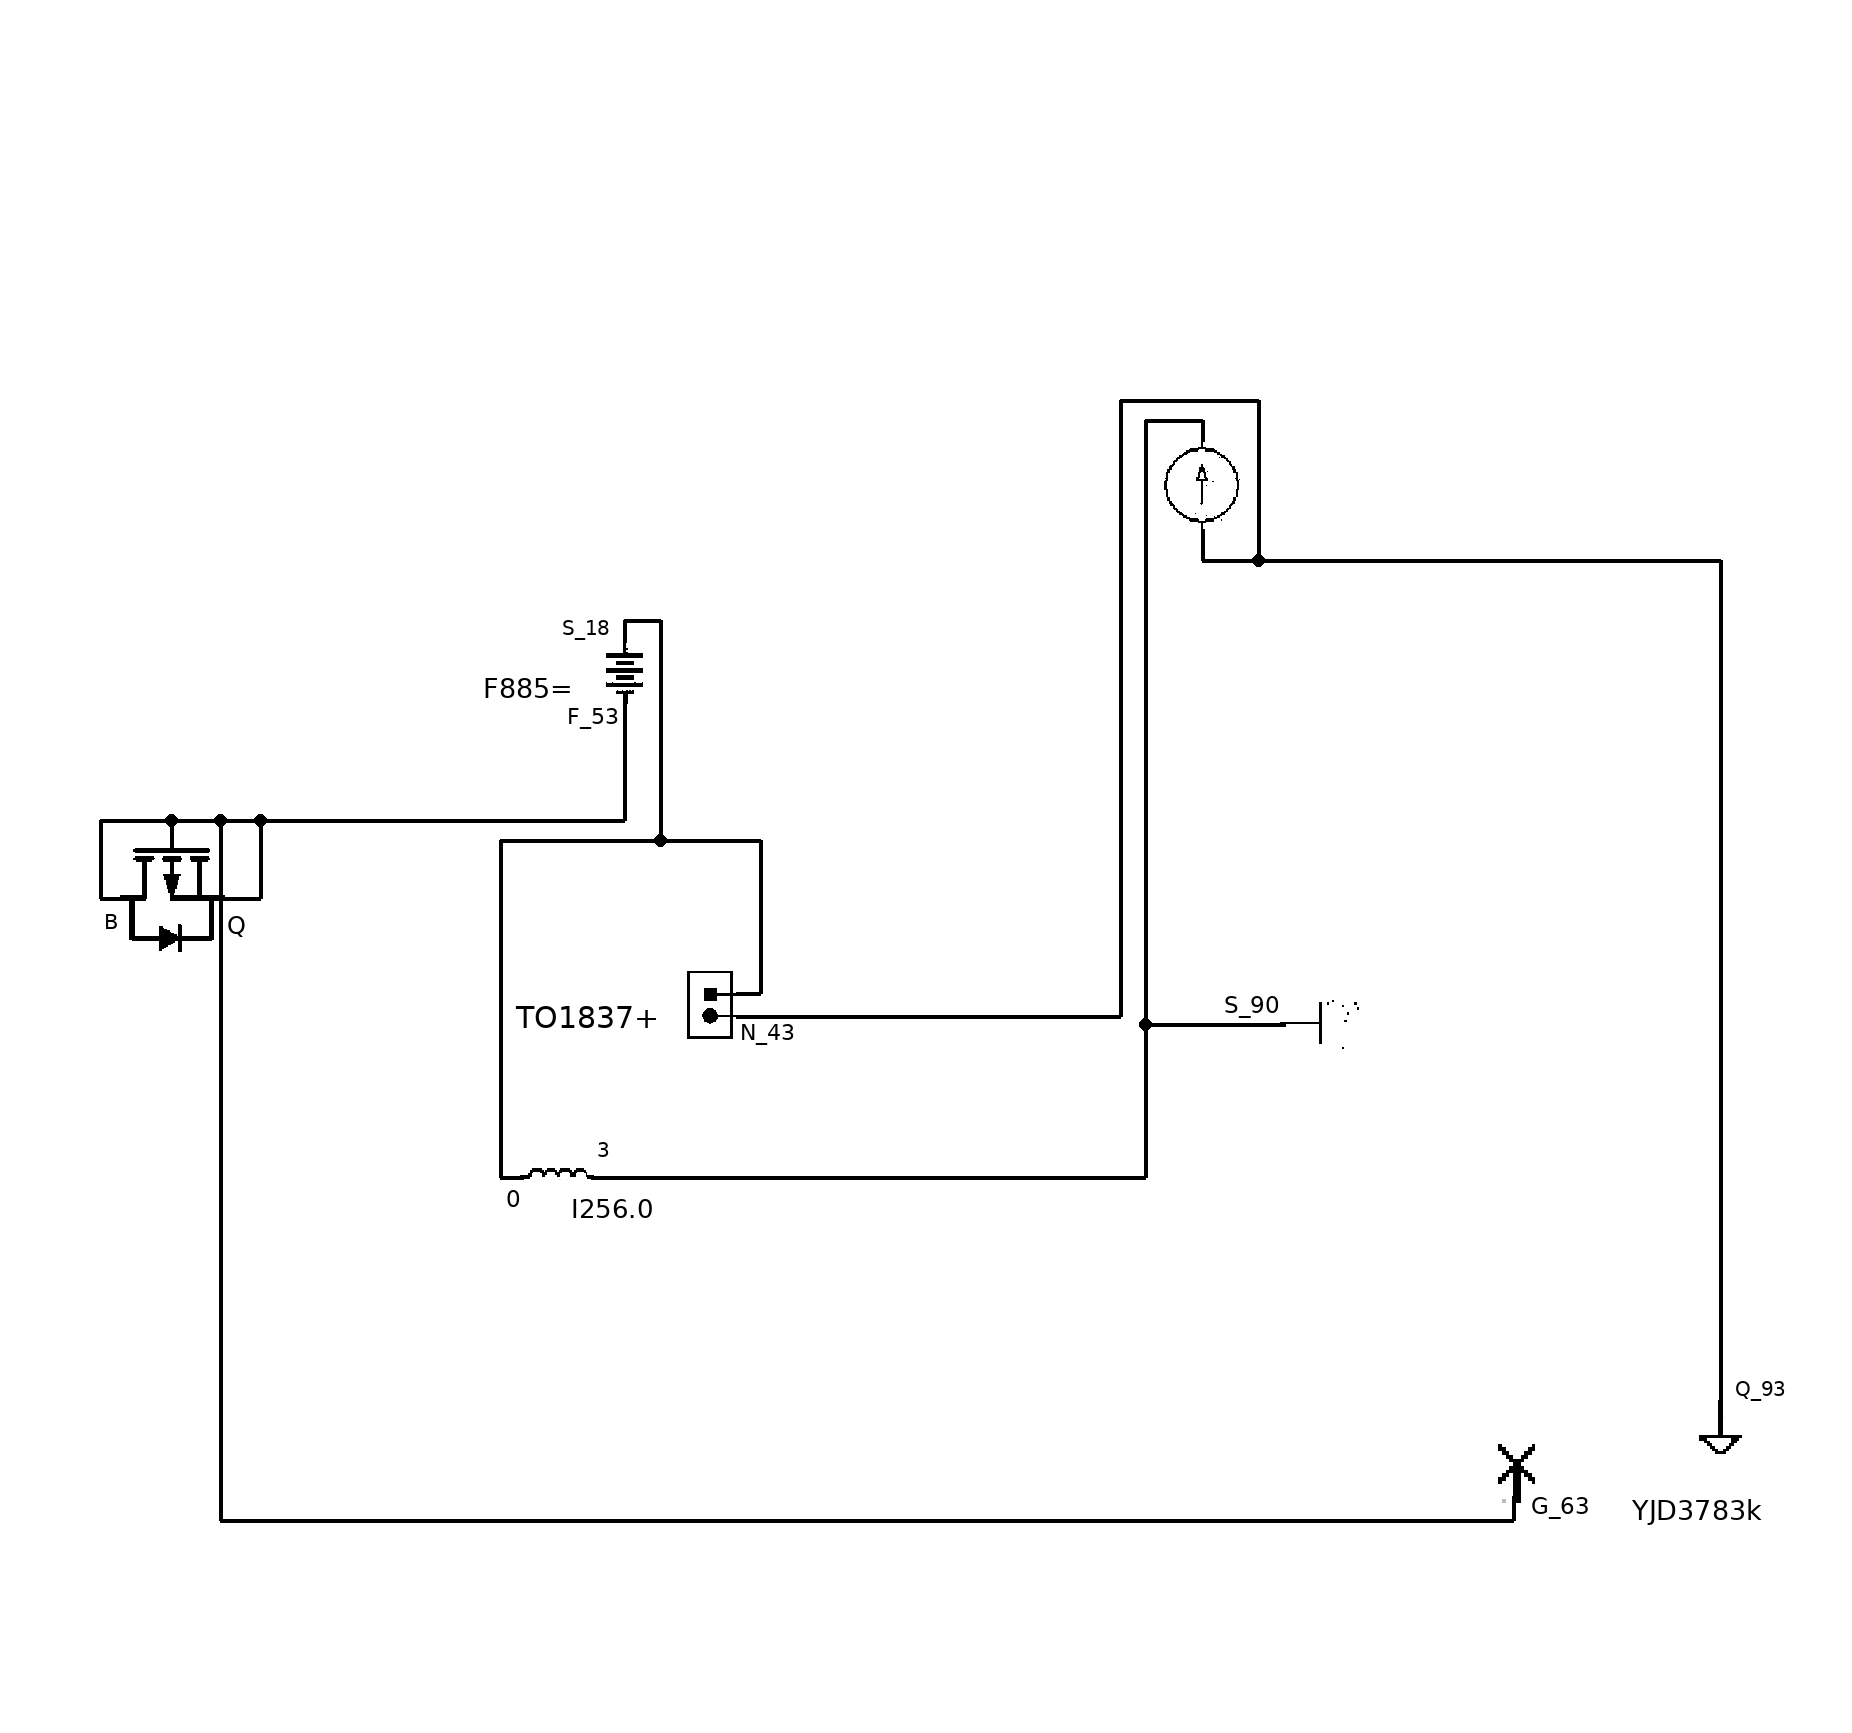 S_18
F885=
F_53
B
Q
S_90
TO1837+
N_43
3
0
I256.0
Q_93
G_63
YJD3783k